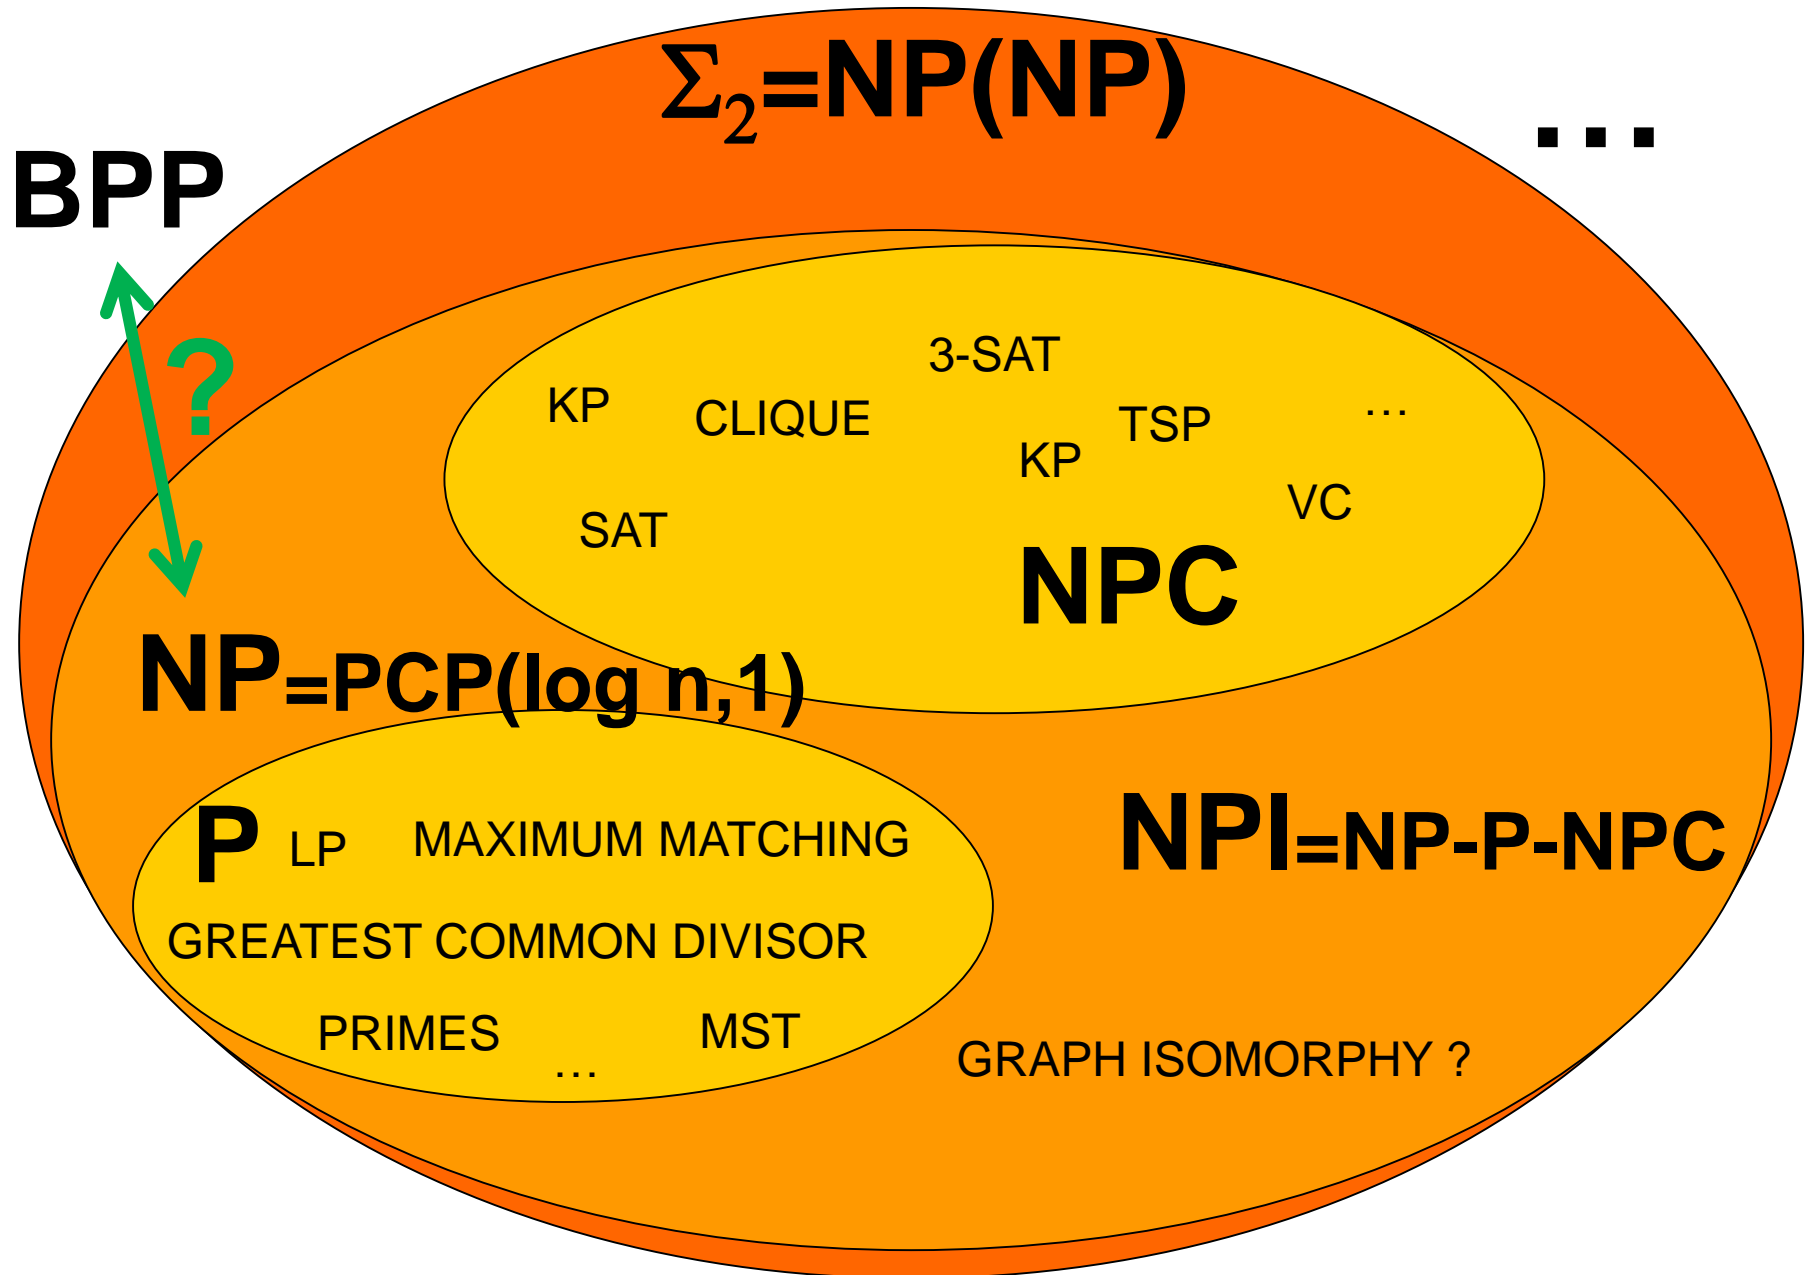 Σ₂=NP(NP)
...
BPP
?
3-SAT
KP
CLIQUE
TSP
...
KP
VC
SAT
NPC
NP=PCP(log n,1)
P
LP
MAXIMUM MATCHING
NPI=NP-P-NPC
GREATEST COMMON DIVISOR
PRIMES
MST
...
GRAPH ISOMORPHY ?